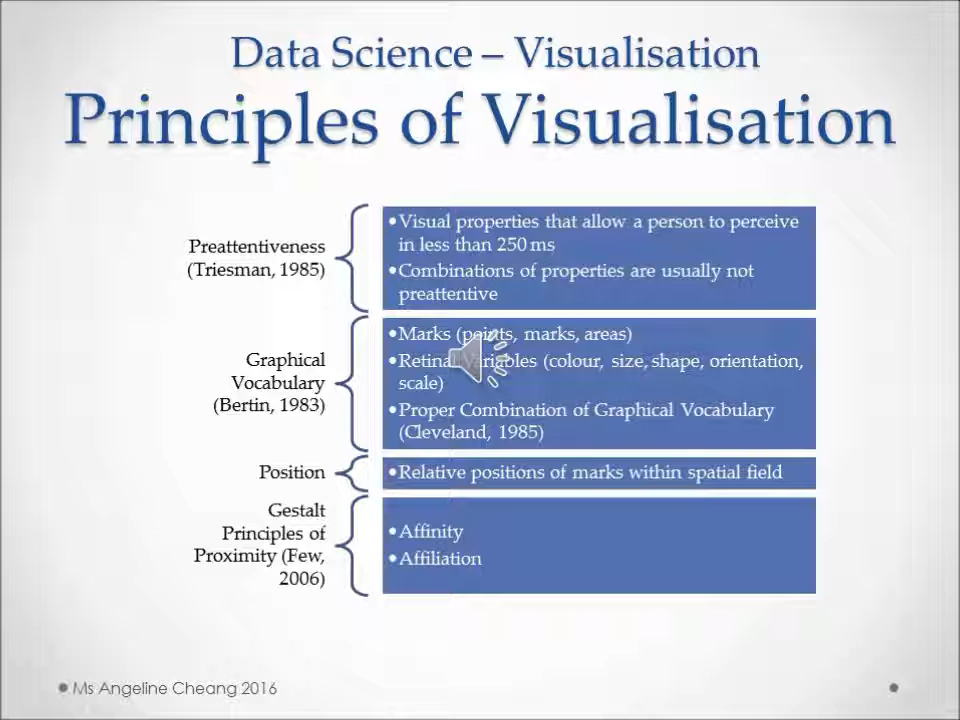 Data Science – Visualisation
Principles of Visualisation
Preattentiveness
(Triesman, 1985)
•Visual properties that allow a person to perceive
in less than 250 ms
•Combinations of properties are usually not
preattentive
Graphical
Vocabulary
(Bertin, 1983)
•Marks (points, marks, areas)
•Retinal variables (colour, size, shape, orientation,
scale)
•Proper Combination of Graphical Vocabulary
(Cleveland, 1985)
Position
•Relative positions of marks within spatial field
Gestalt
Principles of
Proximity (Few,
2006)
•Affinity
•Affiliation
• Ms Angeline Cheang 2016